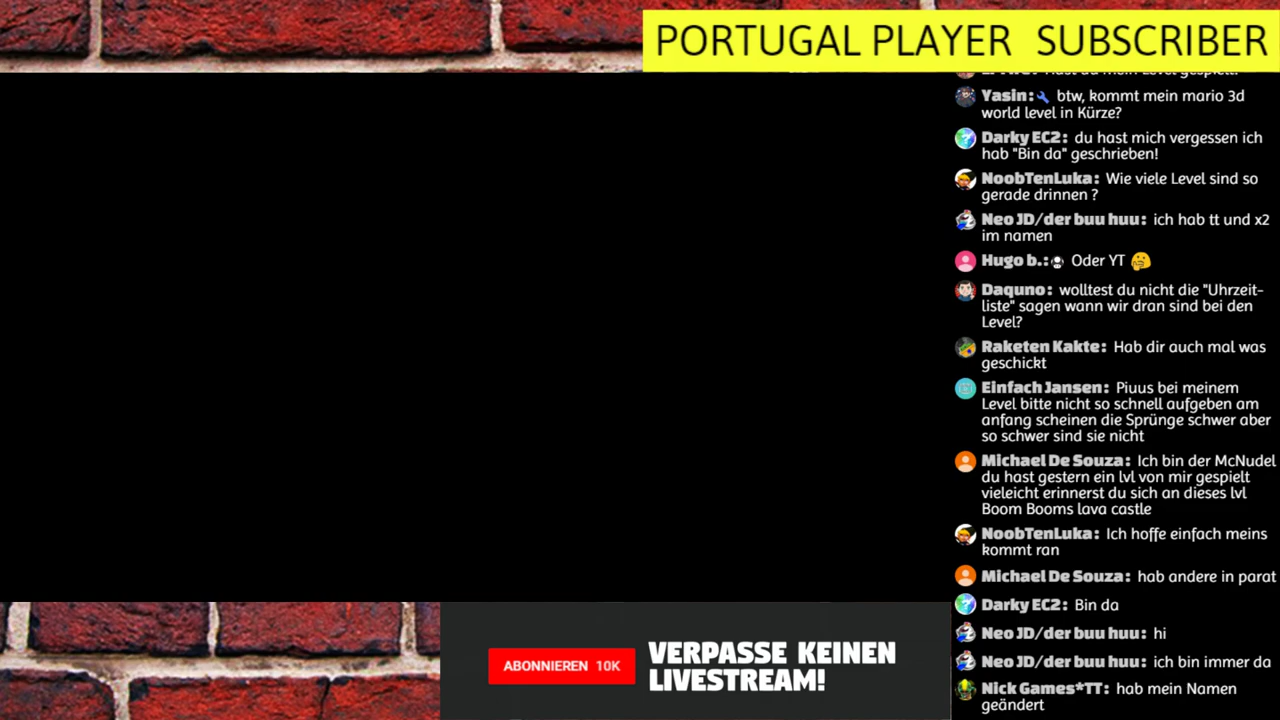 PORTUGAL PLAYER SUBSCRIBER
Hast du mein Level gespielt?
Yasin: btw, kommt mein mario 3d
world level in Kürze?
Darky EC2: du hast mich vergessen ich
hab "Bin da" geschrieben!
NoobTenLuka: Wie viele Level sind so
gerade drinnen ?
Neo JD/der buu huu: ich hab tt und x2
im namen
Hugo b.: Oder YT 🤔
Daquno: wolltest du nicht die "Uhrzeit-
liste" sagen wann wir dran sind bei den
Level?
Raketen Kakte: Hab dir auch mal was
geschickt
Einfach Jansen: Piuus bei meinem
Level bitte nicht so schnell aufgeben am
anfang scheinen die Sprünge schwer aber
so schwer sind sie nicht
Michael De Souza: Ich bin der McNudel
du hast gestern ein lvl von mir gespielt
vieleicht erinnerst du sich an dieses lvl
Boom Booms lava castle
NoobTenLuka: Ich hoffe einfach meins
kommt ran
Michael De Souza: hab andere in parat
Darky EC2: Bin da
Neo JD/der buu huu: hi
Neo JD/der buu huu: ich bin immer da
Nick Games*TT: hab mein Namen
geändert
ABONNIEREN 10K
VERPASSE KEINEN
LIVESTREAM!